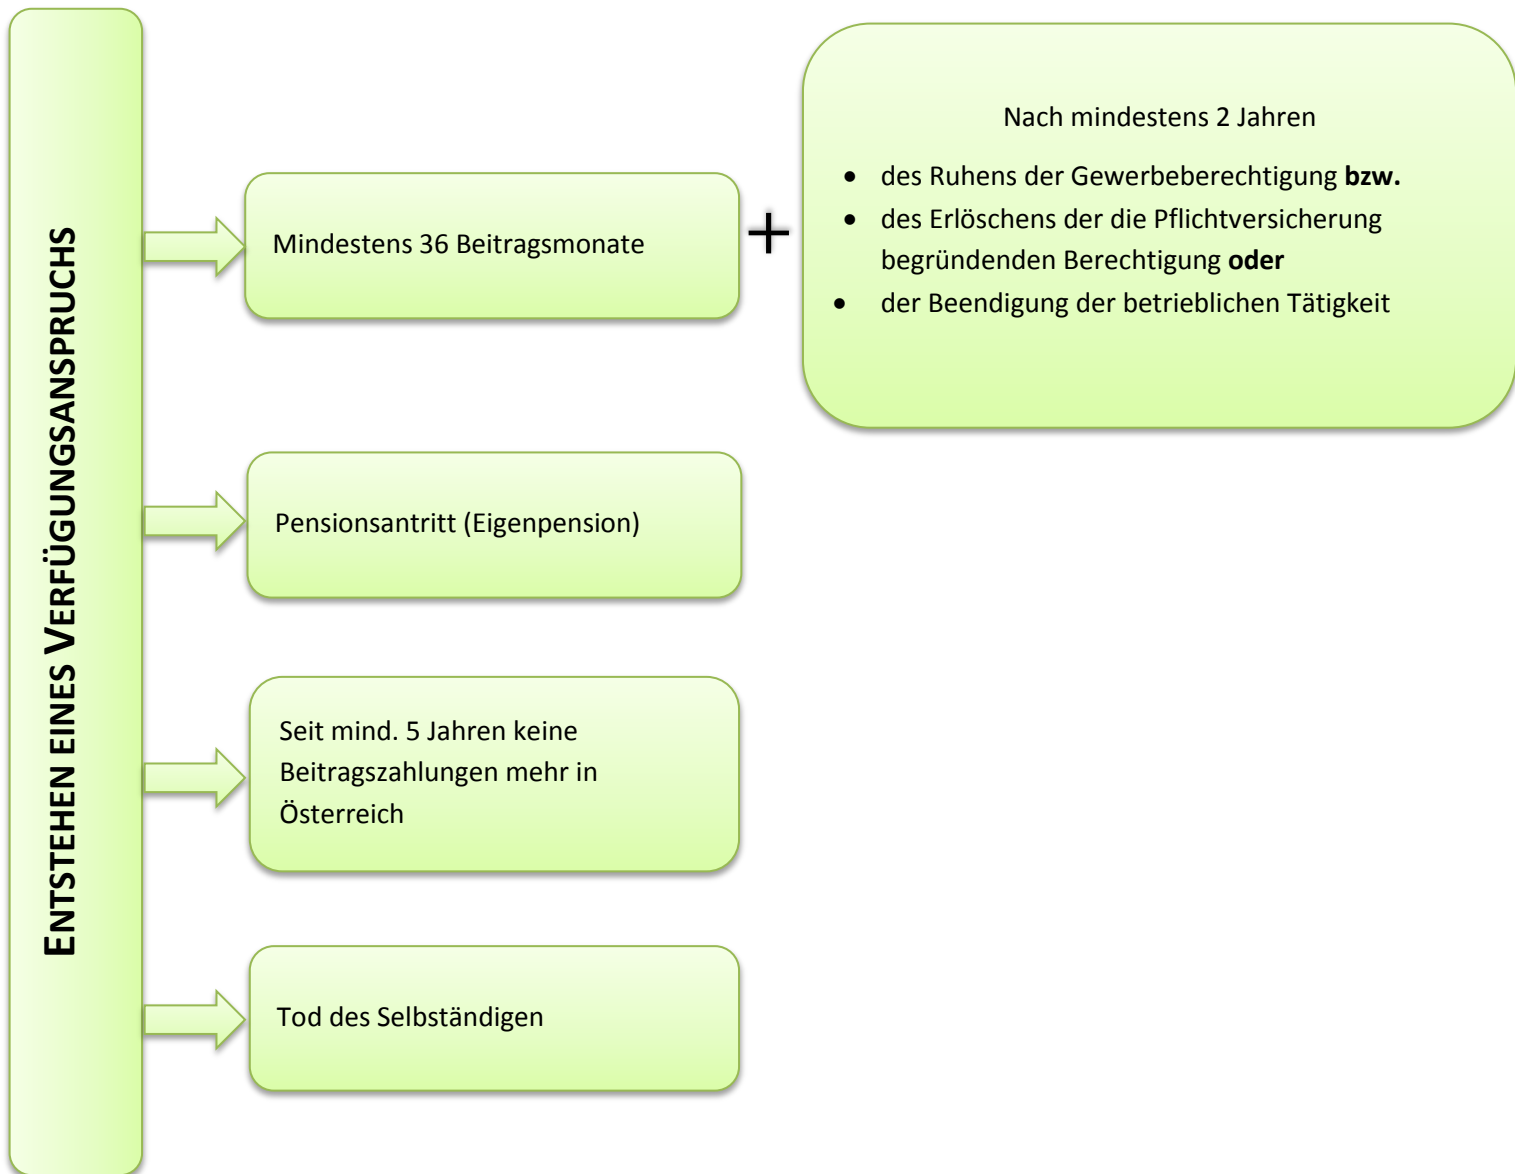 ENTSTEHEN EINES VERFÜGUNGSANSPRUCHS
Mindestens 36 Beitragsmonate
+
Nach mindestens 2 Jahren
• des Ruhens der Gewerbeberechtigung bzw.
• des Erlöschens der die Pflichtversicherung
begründenden Berechtigung oder
• der Beendigung der betrieblichen Tätigkeit
Pensionsantritt (Eigenpension)
Seit mind. 5 Jahren keine
Beitragszahlungen mehr in
Österreich
Tod des Selbständigen